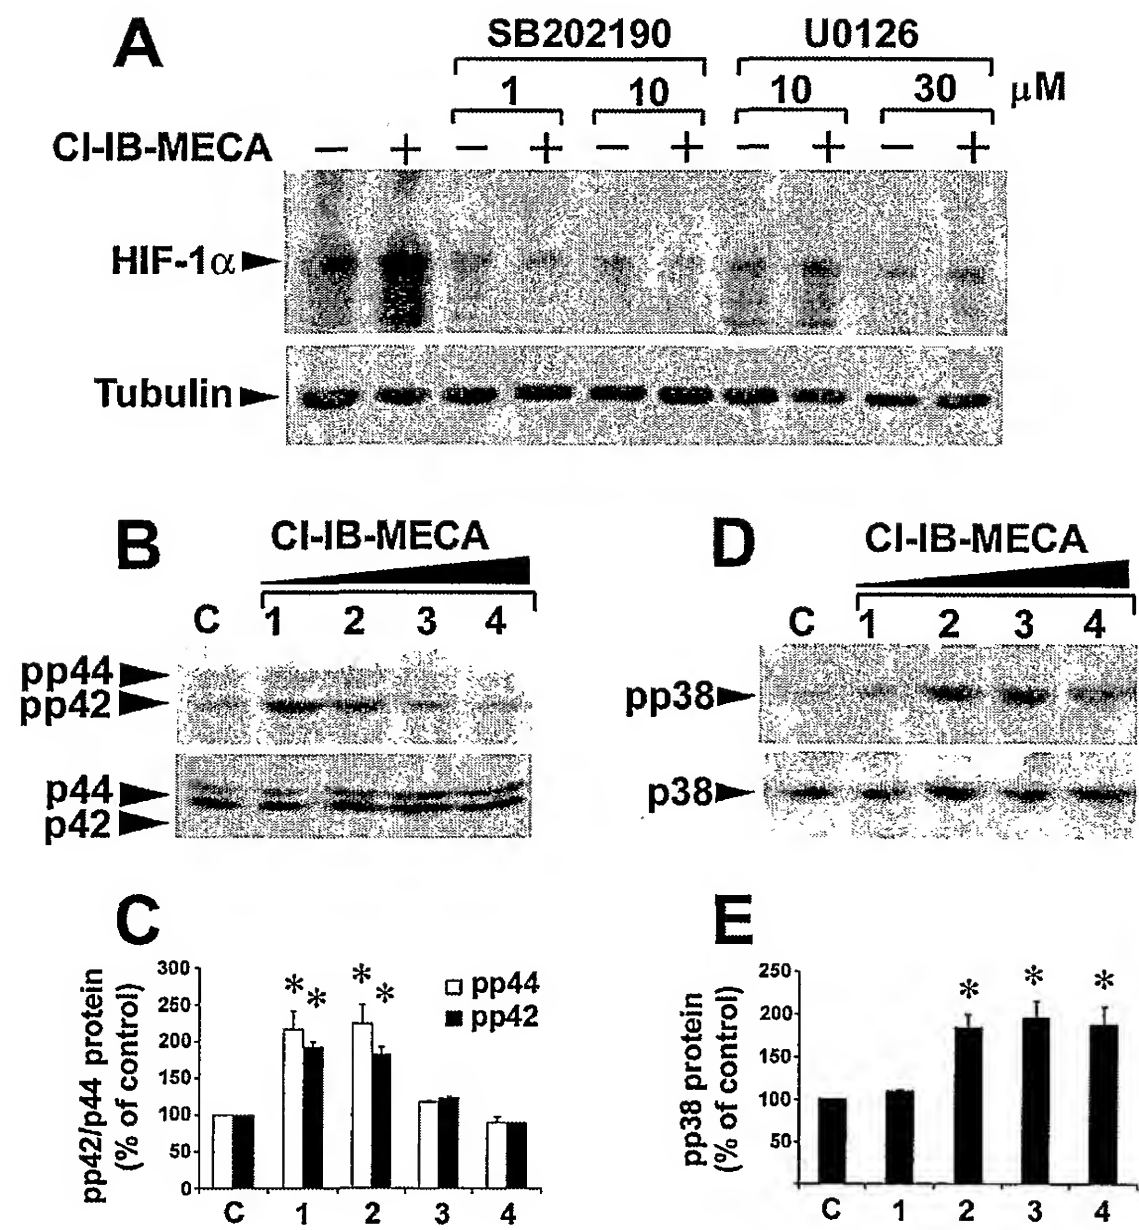 A
SB202190 U0126
1 10 10 30 μM
Cl-IB-MECA − + − + − + − + − +
HIF-1α
Tubulin
B
Cl-IB-MECA
C 1 2 3 4
pp44
pp42
p44
p42
D
Cl-IB-MECA
C 1 2 3 4
pp38
p38
C
pp42/p44 protein
(% of control)
300
250
200
150
100
50
0
* * * *
pp44
pp42
C 1 2 3 4
E
pp38 protein
(% of control)
250
200
150
100
50
* * *
C 1 2 3 4